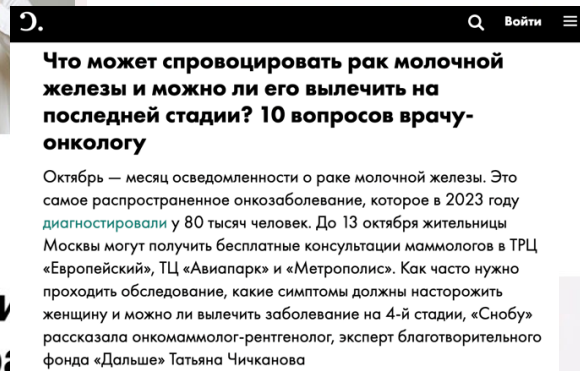 Ɔ.
Войти
Что может спровоцировать рак молочной
железы и можно ли его вылечить на
последней стадии? 10 вопросов врачу-
онкологу
Октябрь — месяц осведомленности о раке молочной железы. Это
самое распространенное онкозаболевание, которое в 2023 году
диагностировали у 80 тысяч человек. До 13 октября жительницы
Москвы могут получить бесплатные консультации маммологов в ТРЦ
«Европейский», ТЦ «Авиапарк» и «Метрополис». Как часто нужно
проходить обследование, какие симптомы должны насторожить
женщину и можно ли вылечить заболевание на 4-й стадии, «Снобу»
рассказала онкомаммолог-рентгенолог, эксперт благотворительного
фонда «Дальше» Татьяна Чичканова